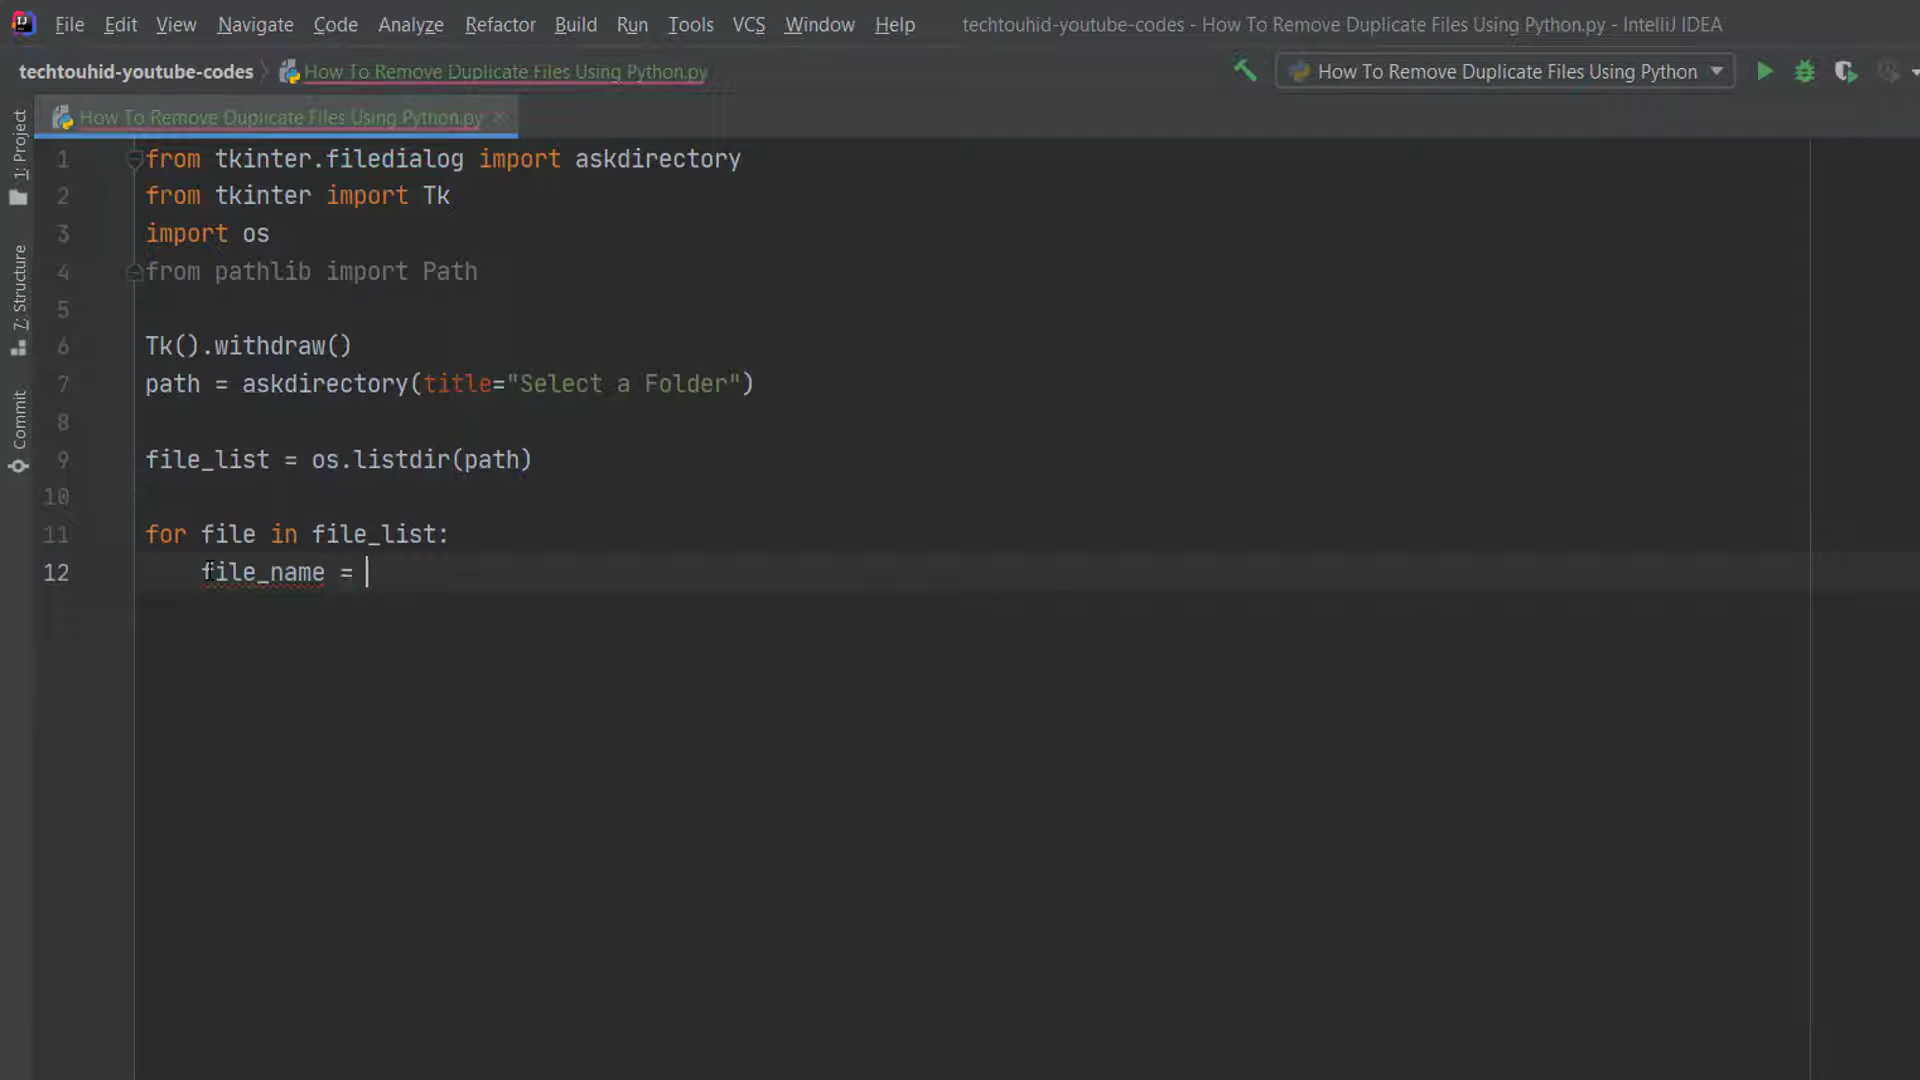 File Edit View Navigate Code Analyze Refactor Build Run Tools VCS Window Help techtouhid-youtube-codes - How To Remove Duplicate Files Using Python.py - IntelliJ IDEA
techtouhid-youtube-codes How To Remove Duplicate Files Using Python.py How To Remove Duplicate Files Using Python
How To Remove Duplicate Files Using Python.py
1: Project
7: Structure
Commit
1 from tkinter.filedialog import askdirectory
2 from tkinter import Tk
3 import os
4 from pathlib import Path
5
6 Tk().withdraw()
7 path = askdirectory(title="Select a Folder")
8
9 file_list = os.listdir(path)
10
11 for file in file_list:
12 file_name =